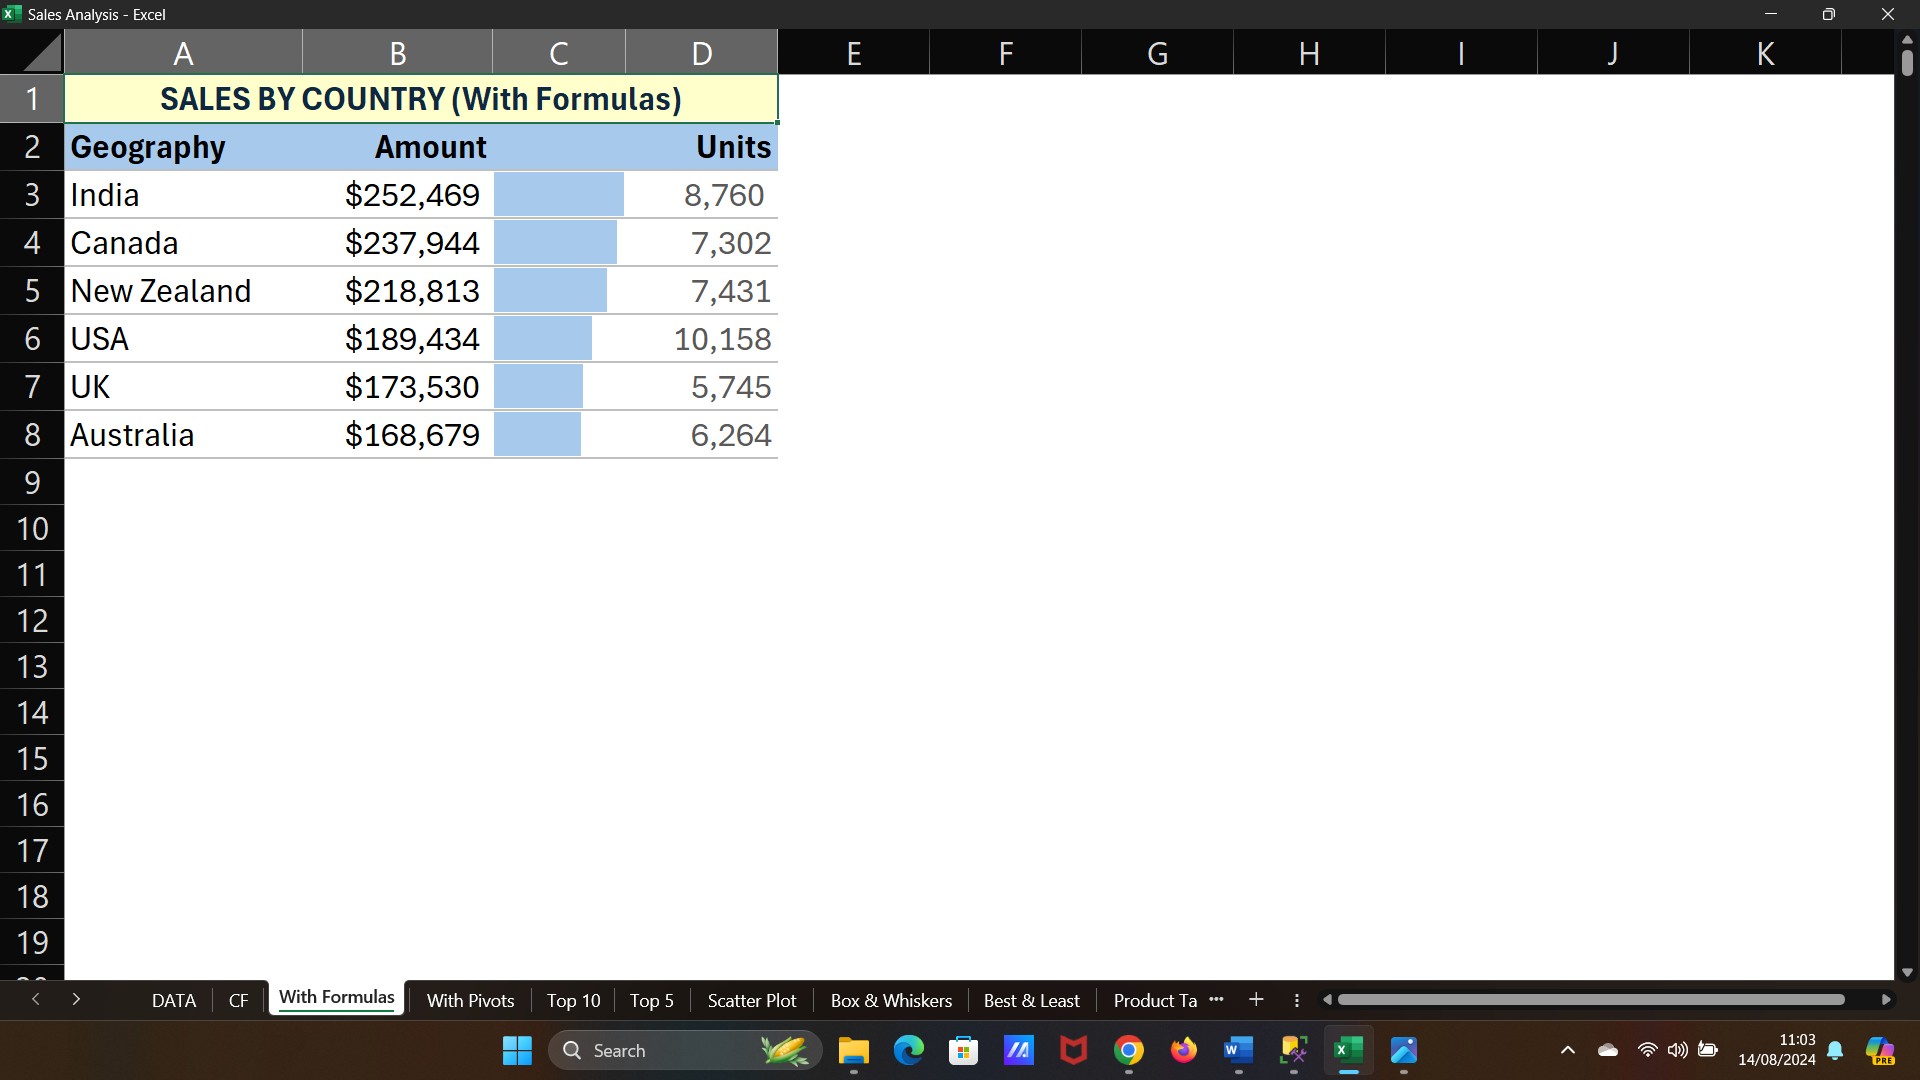 Sales Analysis - Excel
A B C D E F G H I J K
1 SALES BY COUNTRY (With Formulas)
2 Geography Amount Units
3 India $252,469 8,760
4 Canada $237,944 7,302
5 New Zealand $218,813 7,431
6 USA $189,434 10,158
7 UK $173,530 5,745
8 Australia $168,679 6,264
9
10
11
12
13
14
15
16
17
18
19
DATA CF With Formulas With Pivots Top 10 Top 5 Scatter Plot Box & Whiskers Best & Least Product Ta ...
Search
11:03
14/08/2024
PRE